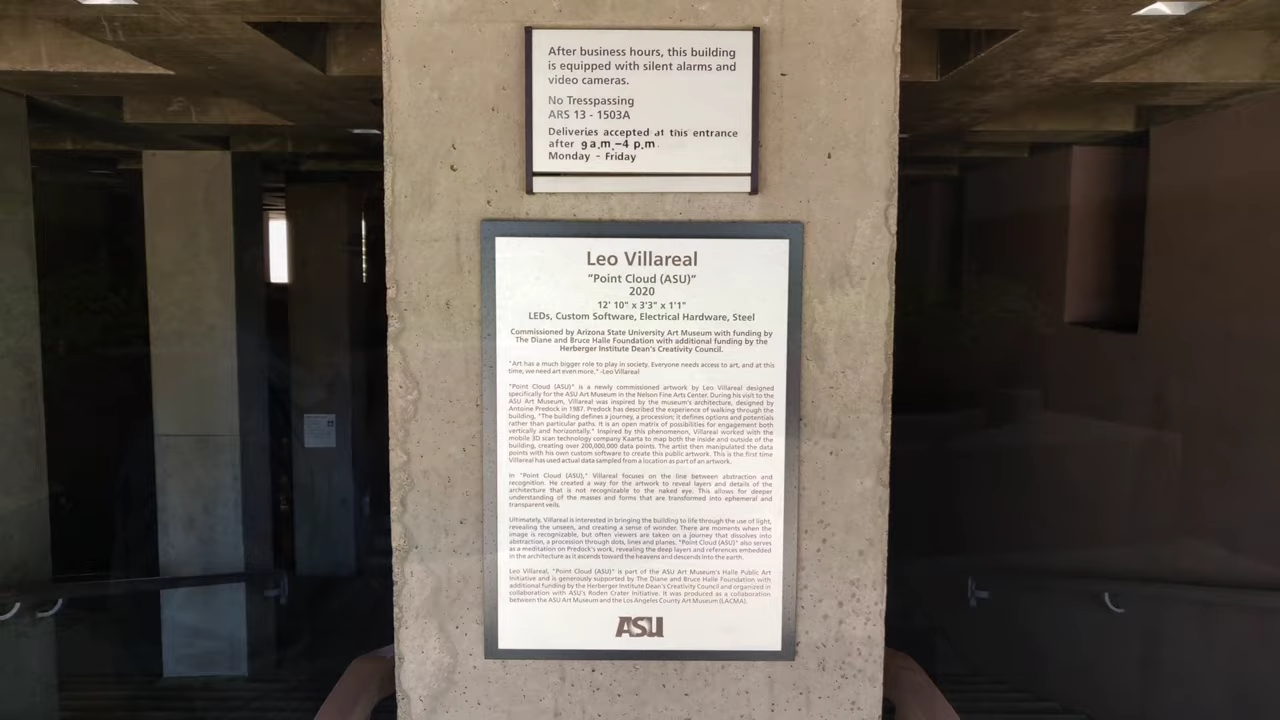 After business hours, this building
is equipped with silent alarms and
video cameras.
No Tresspassing
ARS 13 - 1503A
Deliveries accepted at this entrance
after 9 a.m.–4 p.m.
Monday - Friday
Leo Villareal
"Point Cloud (ASU)"
2020
12' 10" x 3'3" x 1'1"
LEDs, Custom Software, Electrical Hardware, Steel
Commissioned by Arizona State University Art Museum with funding by
The Diane and Bruce Halle Foundation with additional funding by the
Herberger Institute Dean's Creativity Council.
"Art has a much bigger role to play in society. Everyone needs access to art, and at this
time, we need art even more." -Leo Villareal
"Point Cloud (ASU)" is a newly commissioned artwork by Leo Villareal designed
specifically for the ASU Art Museum in the Nelson Fine Arts Center. During his visit to the
ASU Art Museum, Villareal was inspired by the museum's architecture, designed by
Antoine Predock in 1987. Predock has described the experience of walking through the
building, "The building defines a journey, a procession; it defines options and potentials
rather than particular paths. It is an open matrix of possibilities for engagement both
vertically and horizontally." Inspired by this phenomenon, Villareal worked with the
mobile 3D scan technology company Kaarta to map both the inside and outside of the
building, creating over 200,000,000 data points. The artist then manipulated the data
points with his own custom software to create this public artwork. This is the first time
Villareal has used actual data sampled from a location as part of an artwork.
In "Point Cloud (ASU)," Villareal focuses on the line between abstraction and
recognition. He created a way for the artwork to reveal layers and details of the
architecture that is not recognizable to the naked eye. This allows for deeper
understanding of the masses and forms that are transformed into ephemeral and
transparent veils.
Ultimately, Villareal is interested in bringing the building to life through the use of light,
revealing the unseen, and creating a sense of wonder. There are moments when the
image is recognizable, but often viewers are taken on a journey that dissolves into
abstraction, a procession through dots, lines and planes. "Point Cloud (ASU)" also serves
as a meditation on Predock's work, revealing the deep layers and references embedded
in the architecture as it ascends toward the heavens and descends into the earth.
Leo Villareal, "Point Cloud (ASU)" is part of the ASU Art Museum's Halle Public Art
Initiative and is generously supported by The Diane and Bruce Halle Foundation with
additional funding by the Herberger Institute Dean's Creativity Council and organized in
collaboration with ASU's Roden Crater Initiative. It was produced as a collaboration
between the ASU Art Museum and the Los Angeles County Art Museum (LACMA).
ASU